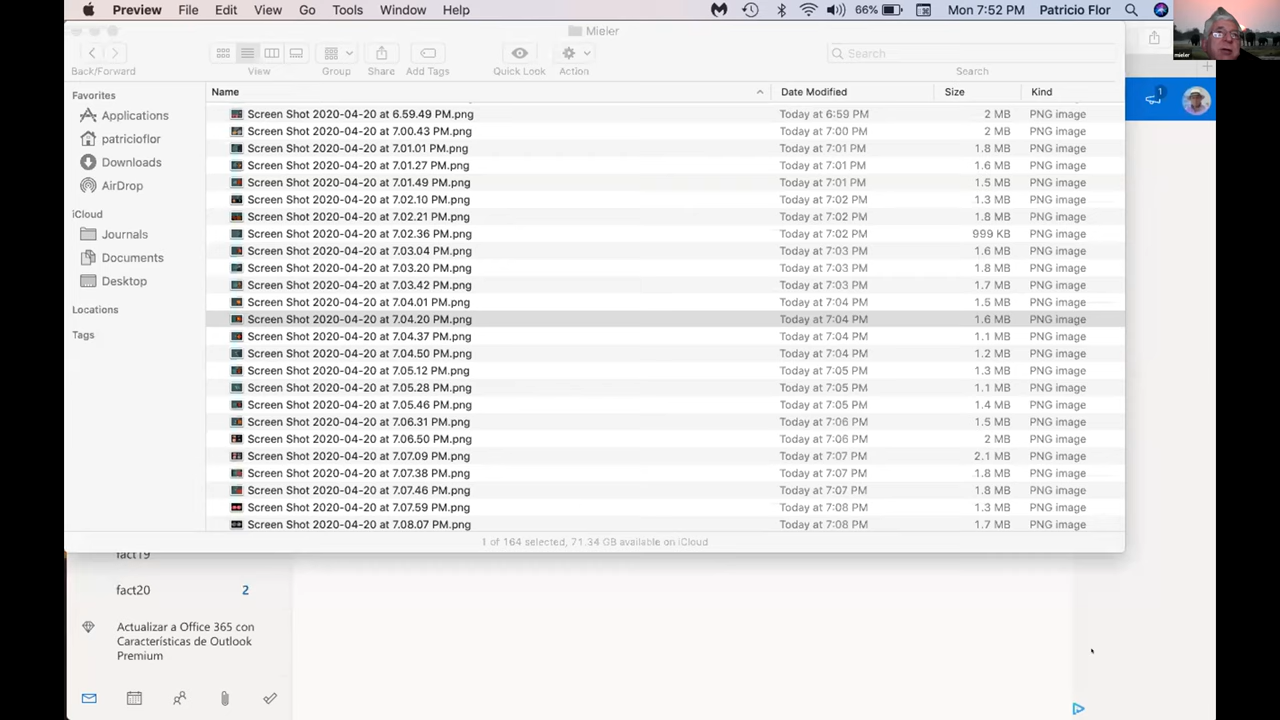 Preview File Edit View Go Tools Window Help 66% Mon 7:52 PM Patricio Flor
mieler
Mieler
Search
Back/Forward View Group Share Add Tags Quick Look Action Search
Favorites
Applications
patricioflor
Downloads
AirDrop
iCloud
Journals
Documents
Desktop
Locations
Tags
Name Date Modified Size Kind
Screen Shot 2020-04-20 at 6.59.49 PM.png Today at 6:59 PM 2 MB PNG image
Screen Shot 2020-04-20 at 7.00.43 PM.png Today at 7:00 PM 2 MB PNG image
Screen Shot 2020-04-20 at 7.01.01 PM.png Today at 7:01 PM 1.8 MB PNG image
Screen Shot 2020-04-20 at 7.01.27 PM.png Today at 7:01 PM 1.6 MB PNG image
Screen Shot 2020-04-20 at 7.01.49 PM.png Today at 7:01 PM 1.5 MB PNG image
Screen Shot 2020-04-20 at 7.02.10 PM.png Today at 7:02 PM 1.3 MB PNG image
Screen Shot 2020-04-20 at 7.02.21 PM.png Today at 7:02 PM 1.8 MB PNG image
Screen Shot 2020-04-20 at 7.02.36 PM.png Today at 7:02 PM 999 KB PNG image
Screen Shot 2020-04-20 at 7.03.04 PM.png Today at 7:03 PM 1.6 MB PNG image
Screen Shot 2020-04-20 at 7.03.20 PM.png Today at 7:03 PM 1.8 MB PNG image
Screen Shot 2020-04-20 at 7.03.42 PM.png Today at 7:03 PM 1.7 MB PNG image
Screen Shot 2020-04-20 at 7.04.01 PM.png Today at 7:04 PM 1.5 MB PNG image
Screen Shot 2020-04-20 at 7.04.20 PM.png Today at 7:04 PM 1.6 MB PNG image
Screen Shot 2020-04-20 at 7.04.37 PM.png Today at 7:04 PM 1.1 MB PNG image
Screen Shot 2020-04-20 at 7.04.50 PM.png Today at 7:04 PM 1.2 MB PNG image
Screen Shot 2020-04-20 at 7.05.12 PM.png Today at 7:05 PM 1.3 MB PNG image
Screen Shot 2020-04-20 at 7.05.28 PM.png Today at 7:05 PM 1.1 MB PNG image
Screen Shot 2020-04-20 at 7.05.46 PM.png Today at 7:05 PM 1.4 MB PNG image
Screen Shot 2020-04-20 at 7.06.31 PM.png Today at 7:06 PM 1.5 MB PNG image
Screen Shot 2020-04-20 at 7.06.50 PM.png Today at 7:06 PM 2 MB PNG image
Screen Shot 2020-04-20 at 7.07.09 PM.png Today at 7:07 PM 2.1 MB PNG image
Screen Shot 2020-04-20 at 7.07.38 PM.png Today at 7:07 PM 1.8 MB PNG image
Screen Shot 2020-04-20 at 7.07.46 PM.png Today at 7:07 PM 1.8 MB PNG image
Screen Shot 2020-04-20 at 7.07.59 PM.png Today at 7:08 PM 1.3 MB PNG image
Screen Shot 2020-04-20 at 7.08.07 PM.png Today at 7:08 PM 1.7 MB PNG image
1 of 164 selected, 71.34 GB available on iCloud
1
fact19
fact20 2
Actualizar a Office 365 con
Características de Outlook
Premium